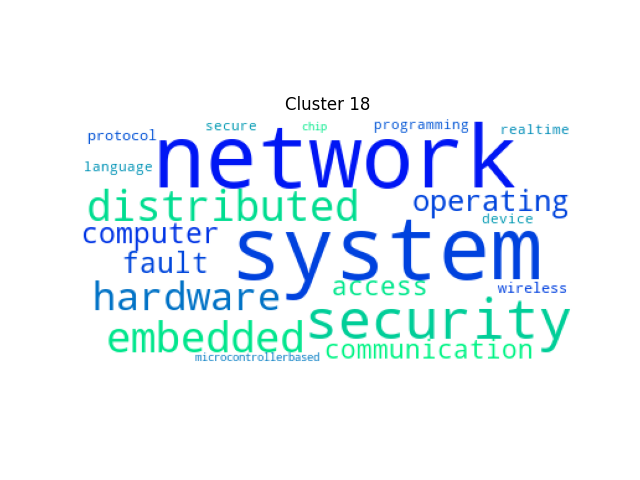 Cluster 18
protocol secure chip programming realtime
network
language
distributed operating
device
computer system
fault
hardware access wireless
security
embedded communication
microcontrollerbased